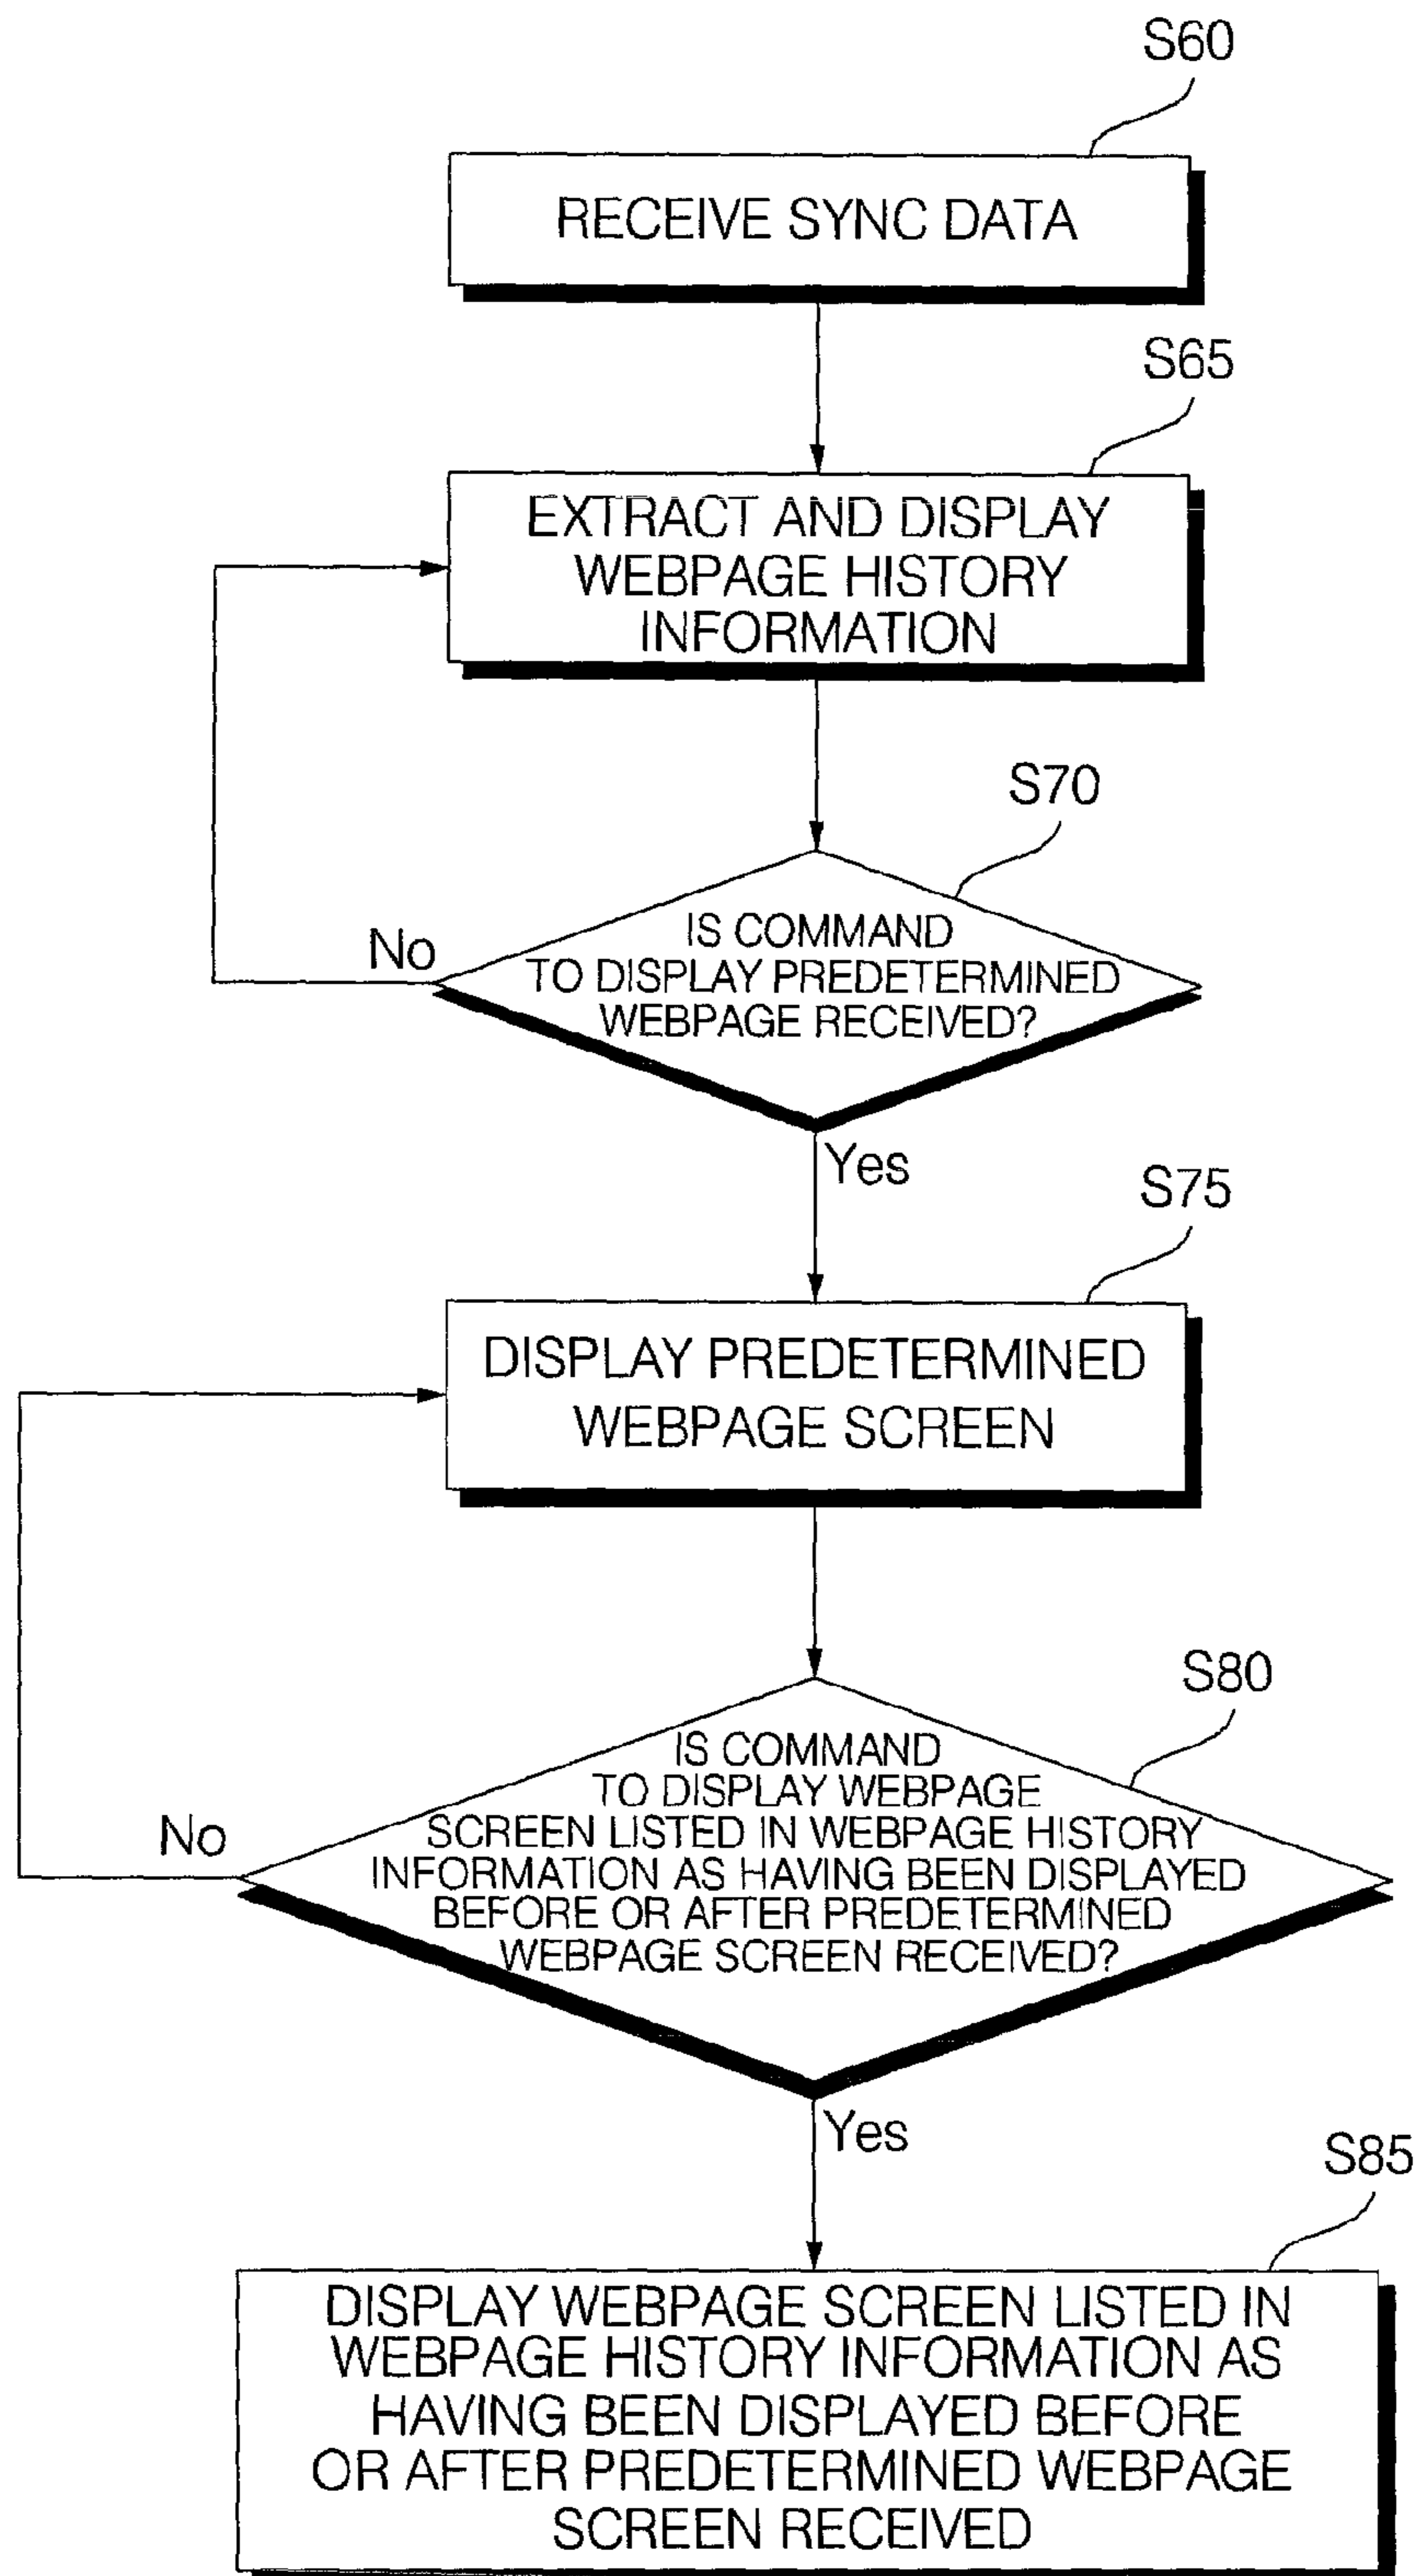 S60
RECEIVE SYNC DATA
S65
EXTRACT AND DISPLAY
WEBPAGE HISTORY
INFORMATION
S70
IS COMMAND
TO DISPLAY PREDETERMINED
WEBPAGE RECEIVED?
No
Yes
S75
DISPLAY PREDETERMINED
WEBPAGE SCREEN
S80
IS COMMAND
TO DISPLAY WEBPAGE
SCREEN LISTED IN WEBPAGE HISTORY
INFORMATION AS HAVING BEEN DISPLAYED
BEFORE OR AFTER PREDETERMINED
WEBPAGE SCREEN RECEIVED?
No
Yes
S85
DISPLAY WEBPAGE SCREEN LISTED IN
WEBPAGE HISTORY INFORMATION AS
HAVING BEEN DISPLAYED BEFORE
OR AFTER PREDETERMINED WEBPAGE
SCREEN RECEIVED